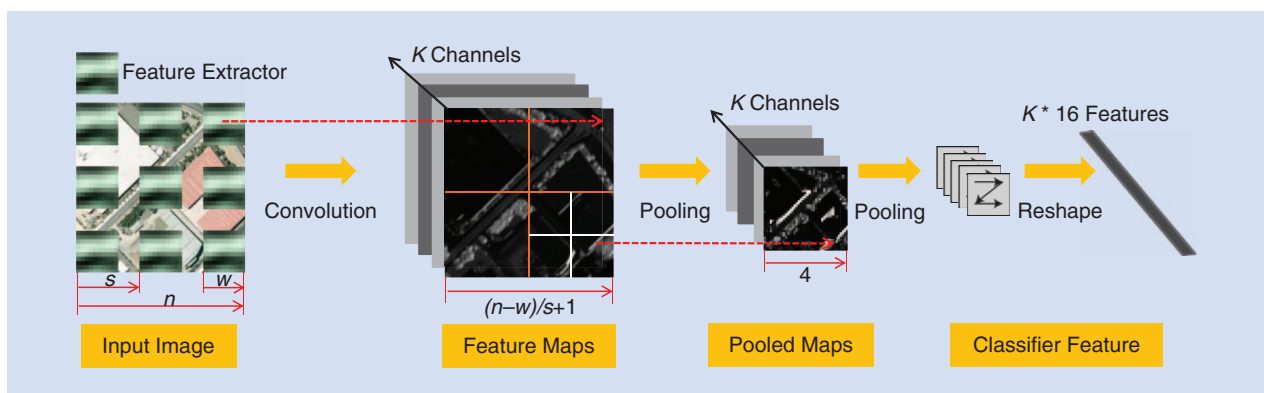 Feature Extractor
K Channels
K Channels
K * 16 Features
Convolution
Pooling
Pooling
Reshape
s
w
n
(n–w)/s+1
4
Input Image
Feature Maps
Pooled Maps
Classifier Feature